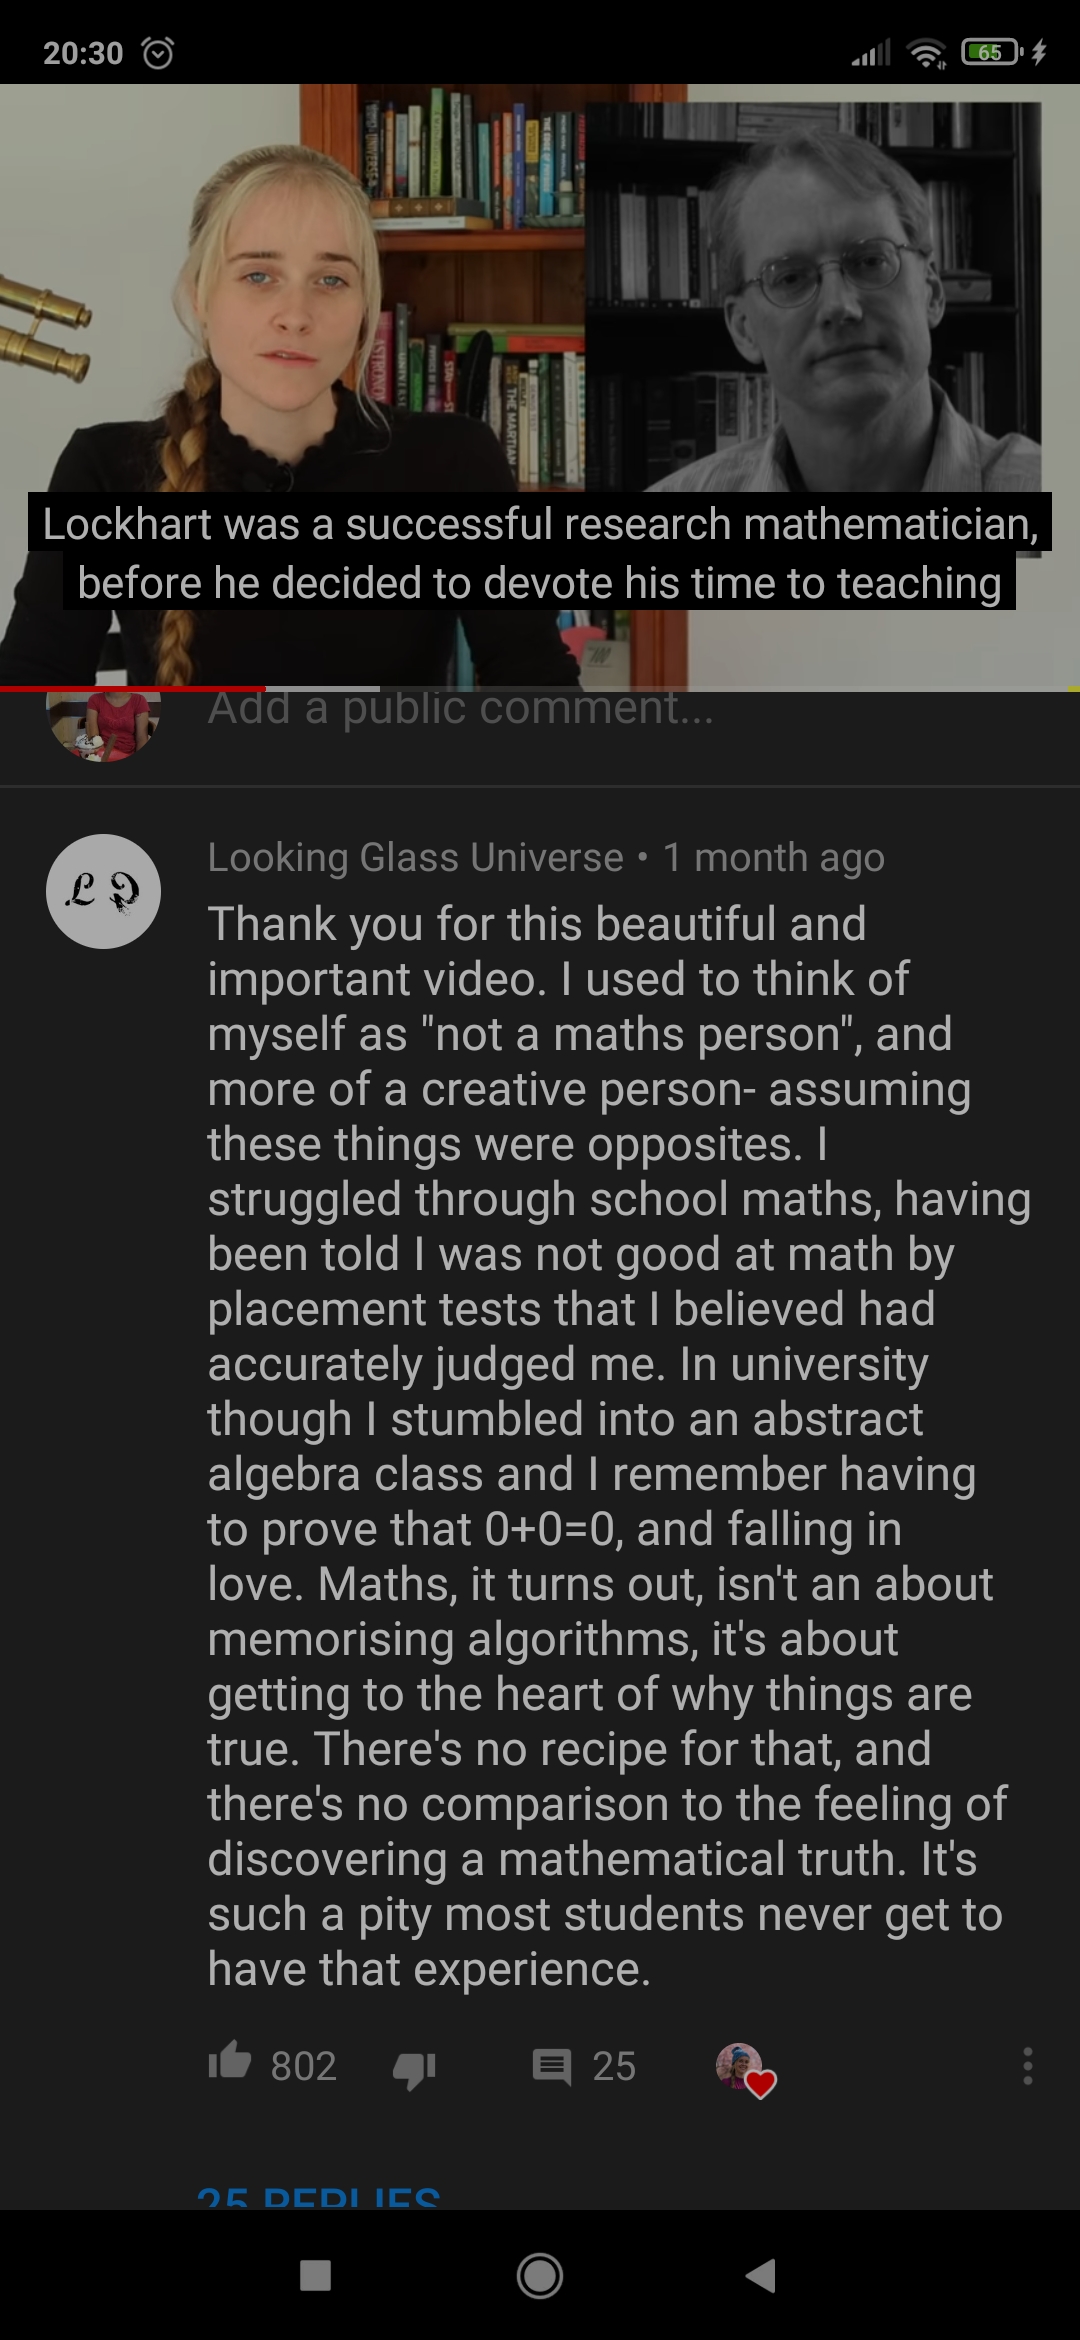 20:30
65
ASTRONOMY
THE MARTIAN
Lockhart was a successful research mathematician,
before he decided to devote his time to teaching
Add a public comment...
Looking Glass Universe • 1 month ago
Thank you for this beautiful and
important video. I used to think of
myself as "not a maths person", and
more of a creative person- assuming
these things were opposites. I
struggled through school maths, having
been told I was not good at math by
placement tests that I believed had
accurately judged me. In university
though I stumbled into an abstract
algebra class and I remember having
to prove that 0+0=0, and falling in
love. Maths, it turns out, isn't an about
memorising algorithms, it's about
getting to the heart of why things are
true. There's no recipe for that, and
there's no comparison to the feeling of
discovering a mathematical truth. It's
such a pity most students never get to
have that experience.
802
25
25 REPLIES